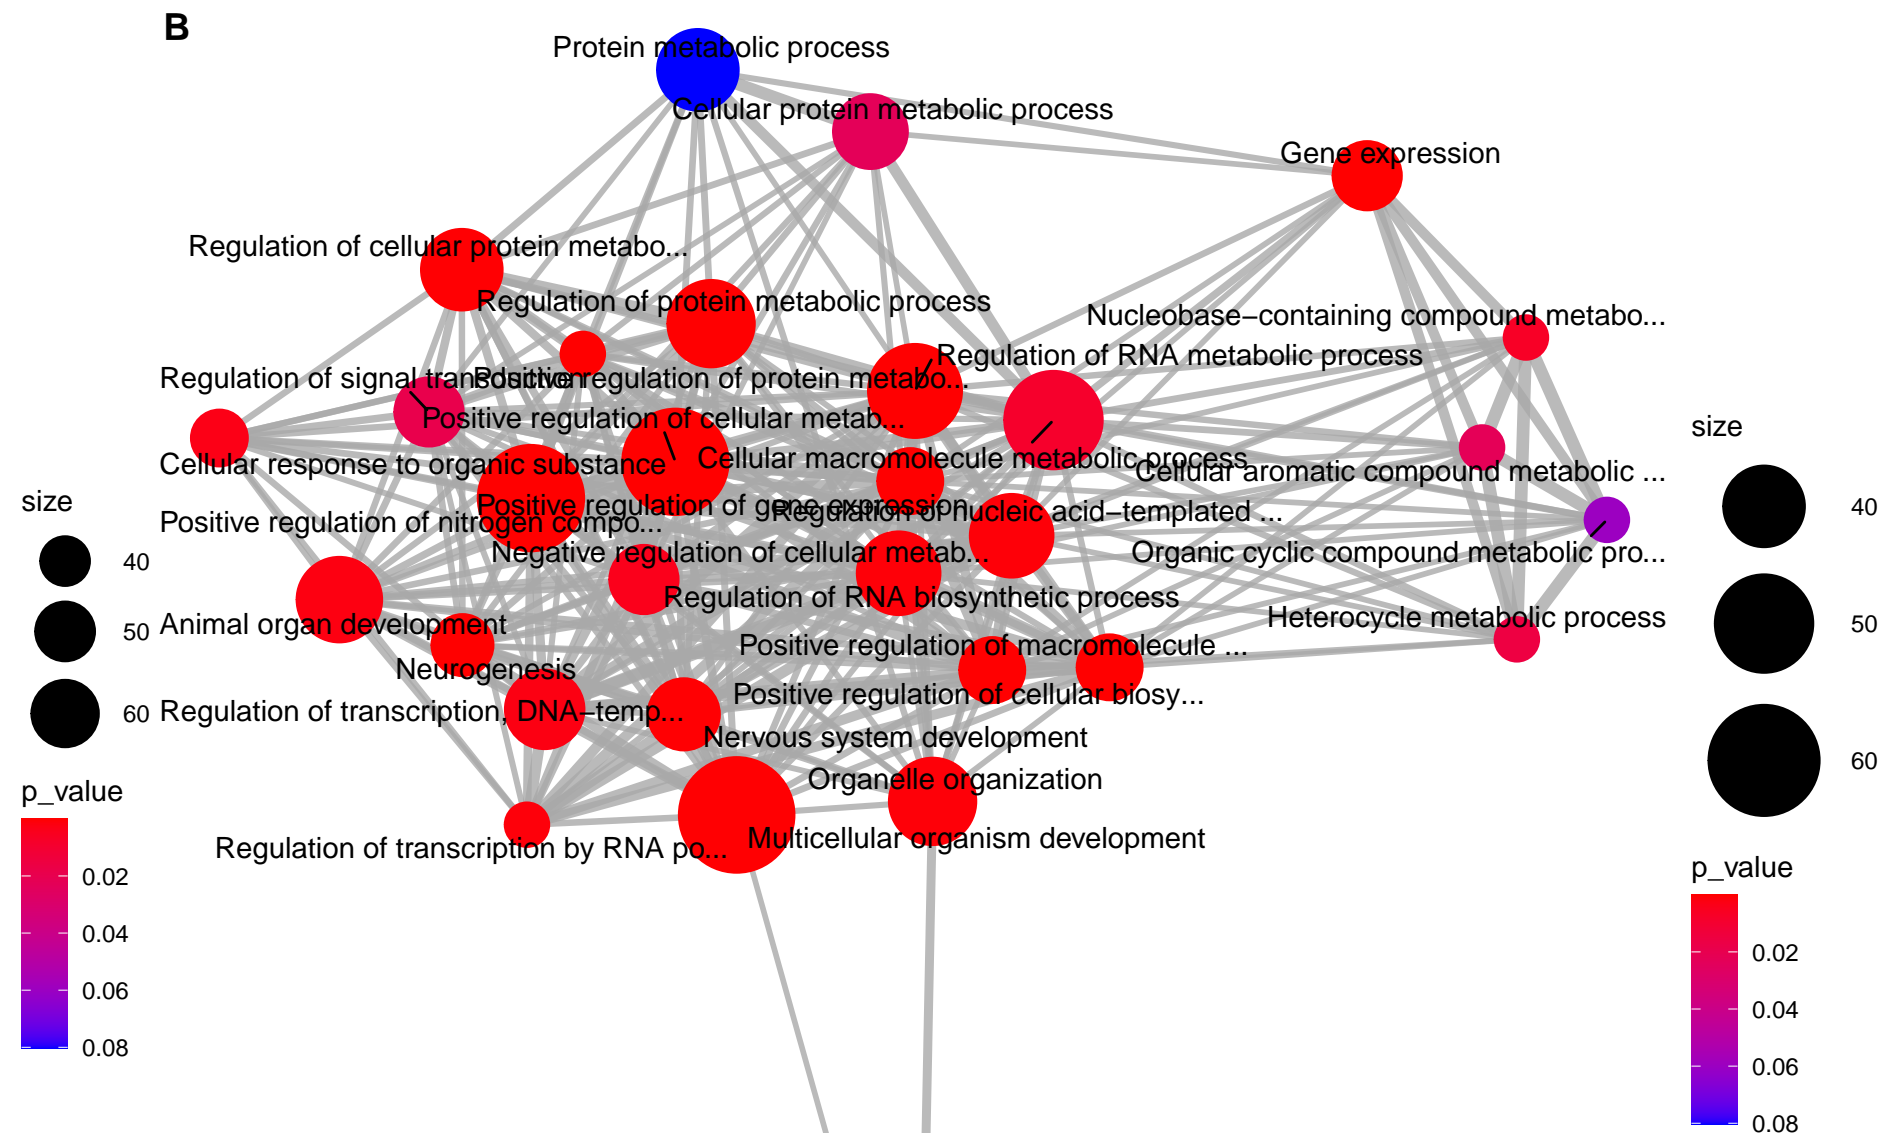 B
Protein metabolic process
Cellular protein metabolic process
Gene expression
Regulation of cellular protein metabo...
Regulation of protein metabolic process
Nucleobase−containing compound metabo...
Regulation of RNA metabolic process
Regulation of signal transduction
Positive regulation of protein metabo...
Positive regulation of cellular metab...
Cellular macromolecule metabolic process
Cellular response to organic substance
Cellular aromatic compound metabolic ...
Positive regulation of gene expression
Regulation of nucleic acid−templated ...
Positive regulation of nitrogen compo...
Negative regulation of cellular metab...
Organic cyclic compound metabolic pro...
Regulation of RNA biosynthetic process
Heterocycle metabolic process
Animal organ development
Positive regulation of macromolecule ...
Neurogenesis
Positive regulation of cellular biosy...
Regulation of transcription, DNA−temp...
Nervous system development
Organelle organization
Multicellular organism development
Regulation of transcription by RNA po...
size
40
50
60
p_value
0.02
0.04
0.06
0.08
size
40
50
60
p_value
0.02
0.04
0.06
0.08